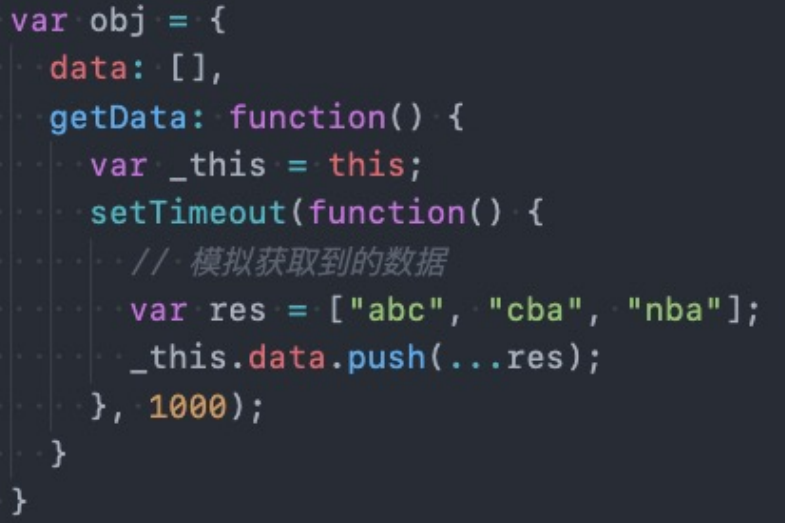 var obj = {
  data: [],
  getData: function() {
    var _this = this;
    setTimeout(function() {
      // 模拟获取到的数据
      var res = ["abc", "cba", "nba"];
      _this.data.push(...res);
    }, 1000);
  }
}